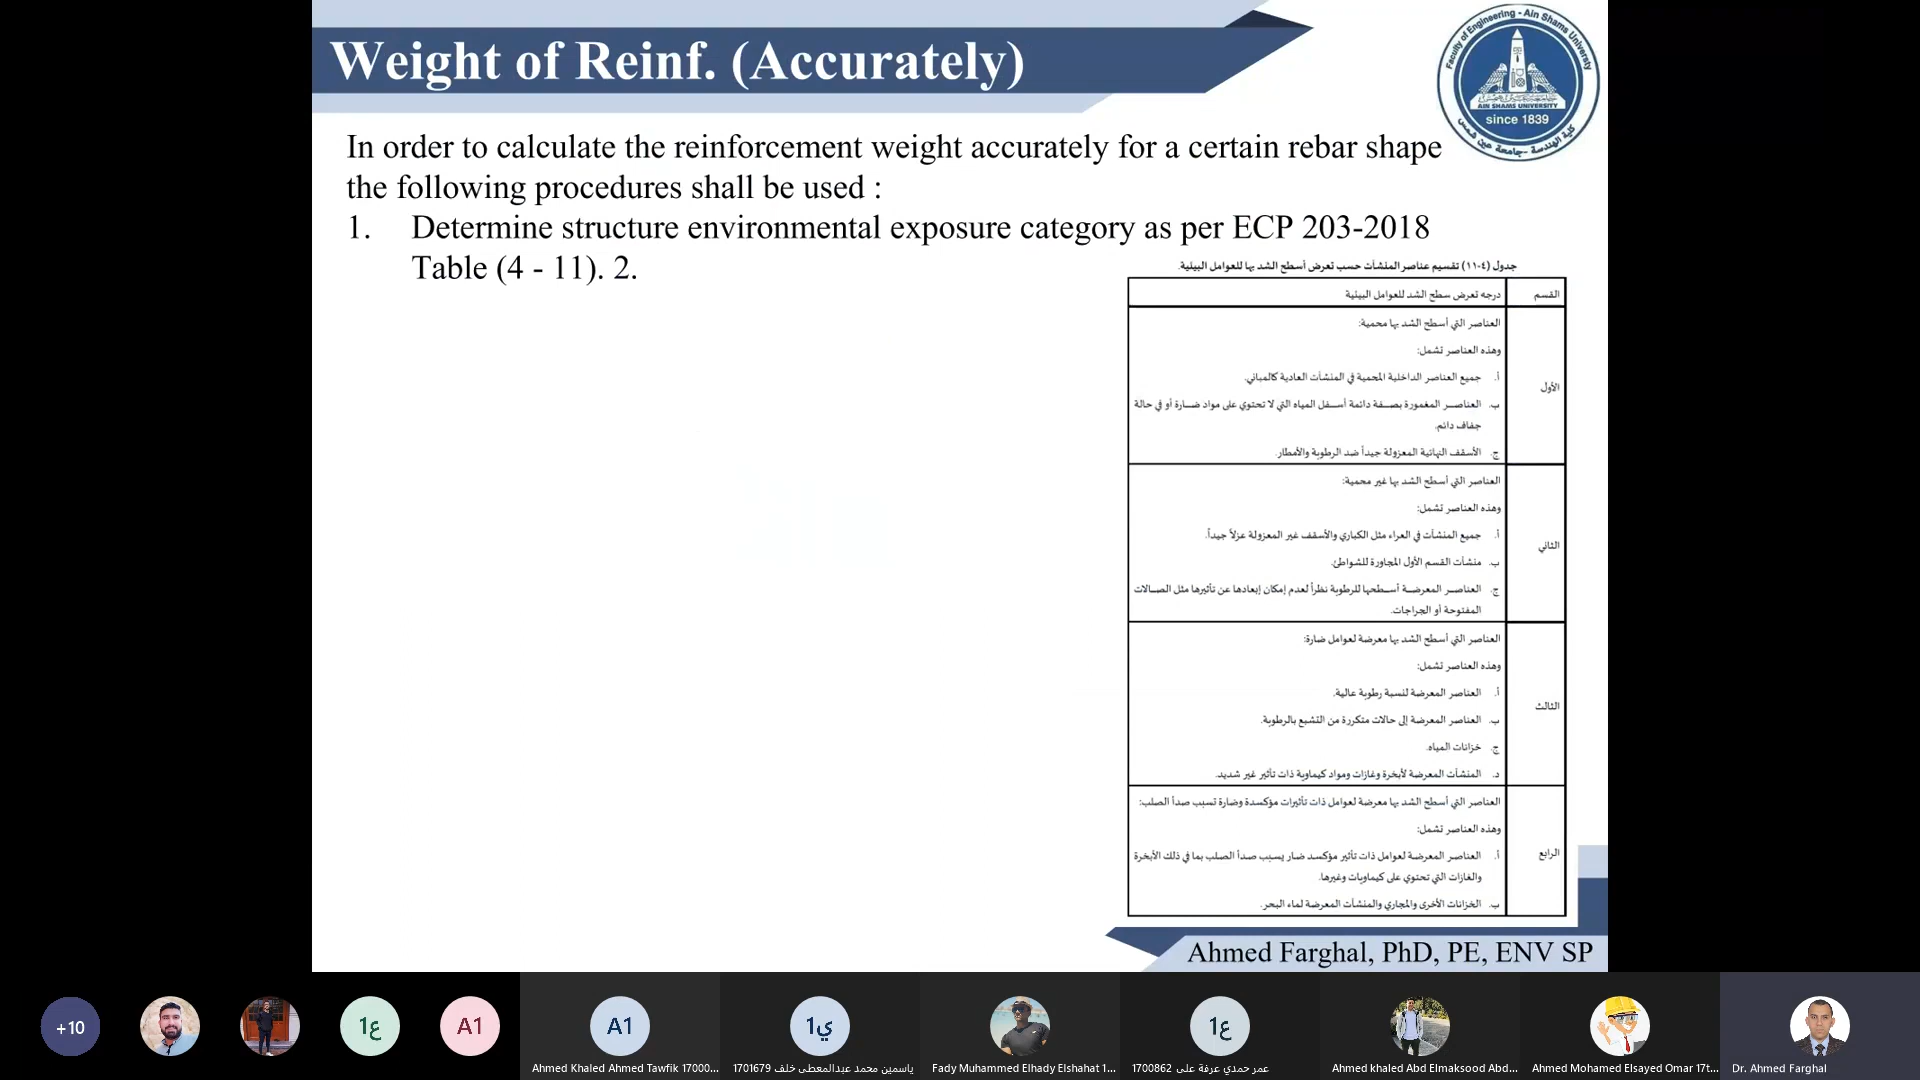 Weight of Reinf. (Accurately)
Faculty of Engineering - Ain Shams University
AIN SHAMS UNIVERSITY
since 1839
كلية الهندسة - جامعة عين شمس
In order to calculate the reinforcement weight accurately for a certain rebar shape
the following procedures shall be used :
1. Determine structure environmental exposure category as per ECP 203-2018
Table (4 - 11). 2.
جدول (٤-١١) تقسيم عناصر المنشآت حسب تعرض أسطح الشد بها للعوامل البيئية.
القسم درجه تعرض سطح الشد للعوامل البيئية
الأول
العناصر التي أسطح الشد بها محمية:
وهذه العناصر تشمل:
أ. جميع العناصر الداخلية المحمية في المنشآت العادية كالمباني.
ب. العناصر المغمورة بصفة دائمة أسفل المياه التي لا تحتوي على مواد ضارة أو في حالة
جفاف دائم.
ج. الأسقف النهائية المعزولة جيداً ضد الرطوبة والأمطار.
الثاني
العناصر التي أسطح الشد بها غير محمية:
وهذه العناصر تشمل:
أ. جميع المنشآت في العراء مثل الكباري والأسقف غير المعزولة عزلاً جيداً.
ب. منشآت القسم الأول المجاورة للشواطئ.
ج. العناصر المعرضة أسطحها للرطوبة نظراً لعدم إمكان إبعادها عن تأثيرها مثل الصالات
المفتوحة أو الجراجات.
الثالث
العناصر التي أسطح الشد بها معرضة لعوامل ضارة:
وهذه العناصر تشمل:
أ. العناصر المعرضة لنسبة رطوبة عالية.
ب. العناصر المعرضة إلى حالات متكررة من التشبع بالرطوبة.
ج. خزانات المياه.
د. المنشآت المعرضة لأبخرة وغازات ومواد كيماوية ذات تأثير غير شديد.
الرابع
العناصر التي أسطح الشد بها معرضة لعوامل ذات تأثيرات مؤكسدة وضارة تسبب صدأ الصلب:
وهذه العناصر تشمل:
أ. العناصر المعرضة لعوامل ذات تأثير مؤكسد ضار يسبب صدأ الصلب بما في ذلك الأبخرة
والغازات التي تحتوي على كيماويات وغيرها.
ب. الخزانات الأخرى والمجاري والمنشآت المعرضة لماء البحر.
Ahmed Farghal, PhD, PE, ENV SP
+10
ع1
A1
A1
ي1
ع1
Ahmed Khaled Ahmed Tawfik 17000...
ياسمين محمد عبدالمعطى خلف 1701679
Fady Muhammed Elhady Elshahat 1...
عمر حمدي عرفة على 1700862
Ahmed khaled Abd Elmaksood Abd...
Ahmed Mohamed Elsayed Omar 17t...
Dr. Ahmed Farghal